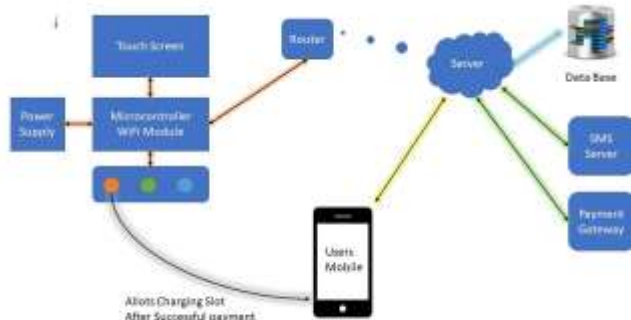 Touch Screen
Router
Server
Data Base
Power
Supply
Microcontroller
WiFi Module
SMS
Server
Payment
Gateway
Users
Mobile
Allots Charging Slot
After Successful payment